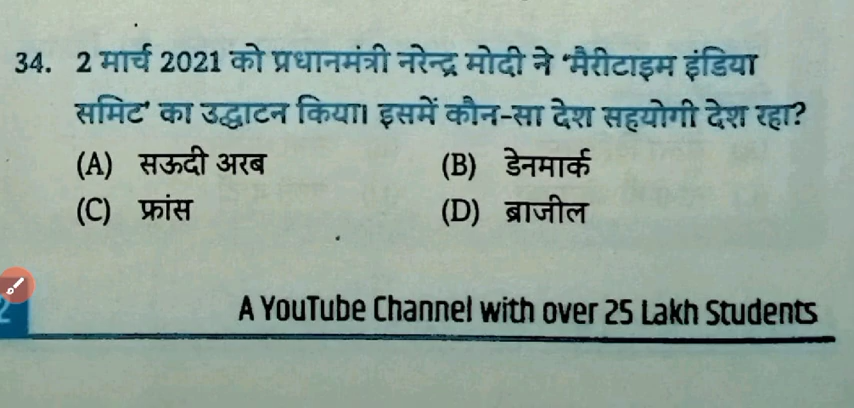 34. 2 मार्च 2021 को प्रधानमंत्री नरेन्द्र मोदी ने 'मैरीटाइम इंडिया
समिट' का उद्घाटन किया। इसमें कौन-सा देश सहयोगी देश रहा?
(A) सऊदी अरब (B) डेनमार्क
(C) फ्रांस (D) ब्राजील
2
A YouTube Channel with over 25 Lakh Students